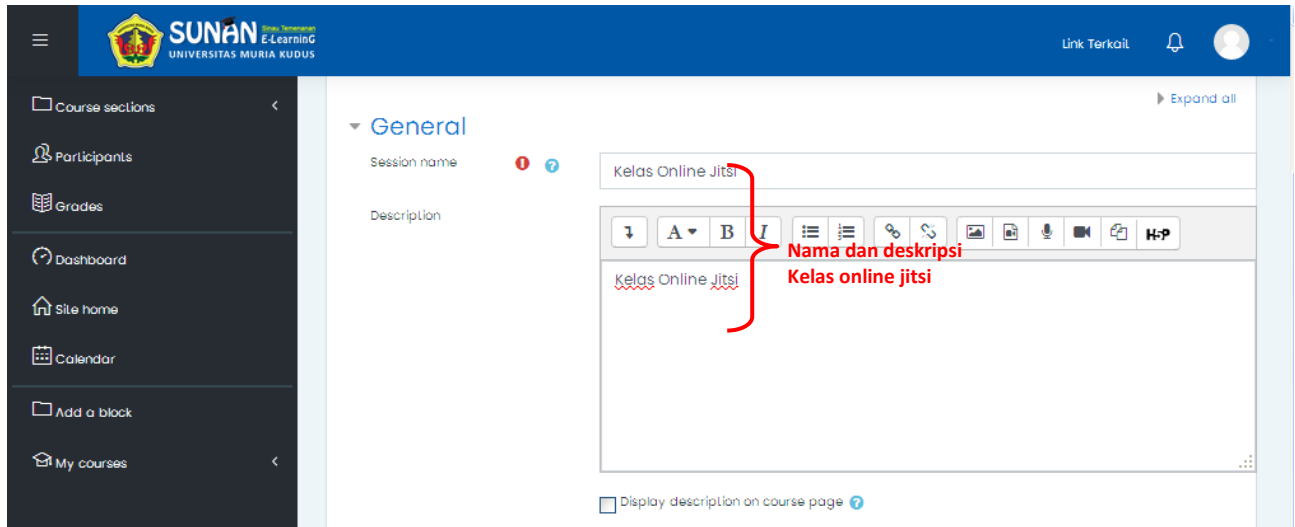 SUNAN Sinau Temenanan
E-Learning
UNIVERSITAS MURIA KUDUS
Link Terkait
Course sections
Participants
Grades
Dashboard
Site home
Calendar
Add a block
My courses
Expand all
General
Session name
Kelas Online Jitsi
Description
A B I H-P
Kelas Online Jitsi
Nama dan deskripsi
Kelas online jitsi
Display description on course page